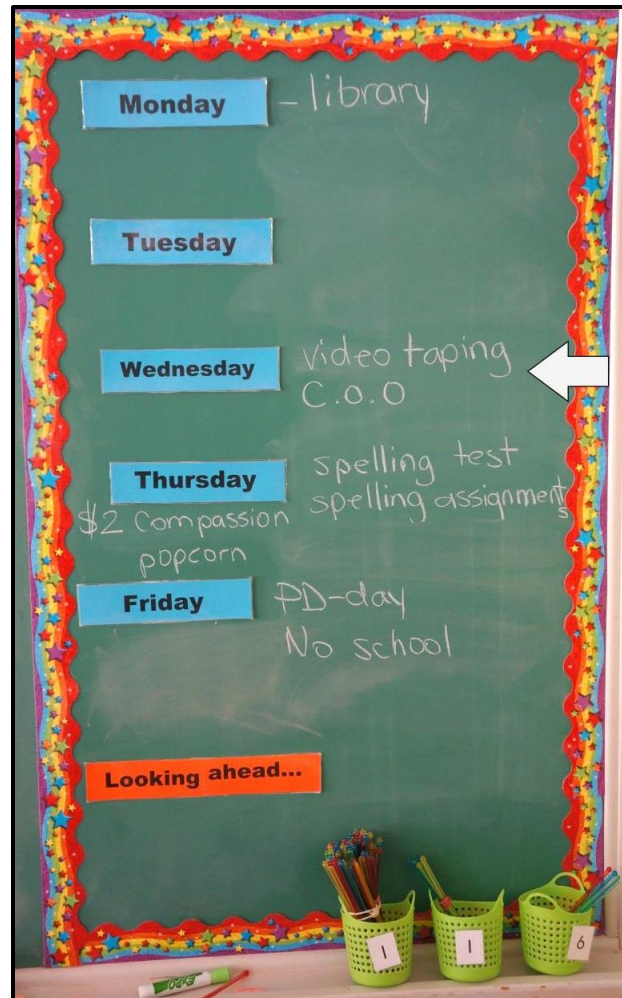 Monday - library
Tuesday
Wednesday video taping
C.O.O
Thursday spelling test
spelling assignments
$2 Compassion
popcorn
Friday PD-day
No school
Looking ahead...
1 1 6
EXPO